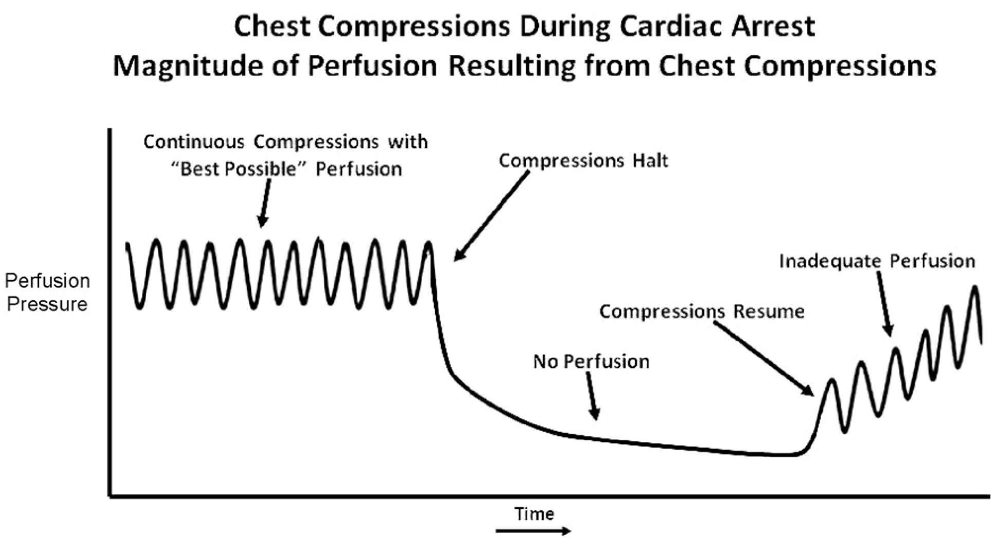 Chest Compressions During Cardiac Arrest
Magnitude of Perfusion Resulting from Chest Compressions
Continuous Compressions with
“Best Possible” Perfusion
Compressions Halt
Inadequate Perfusion
Perfusion
Pressure
Compressions Resume
No Perfusion
Time